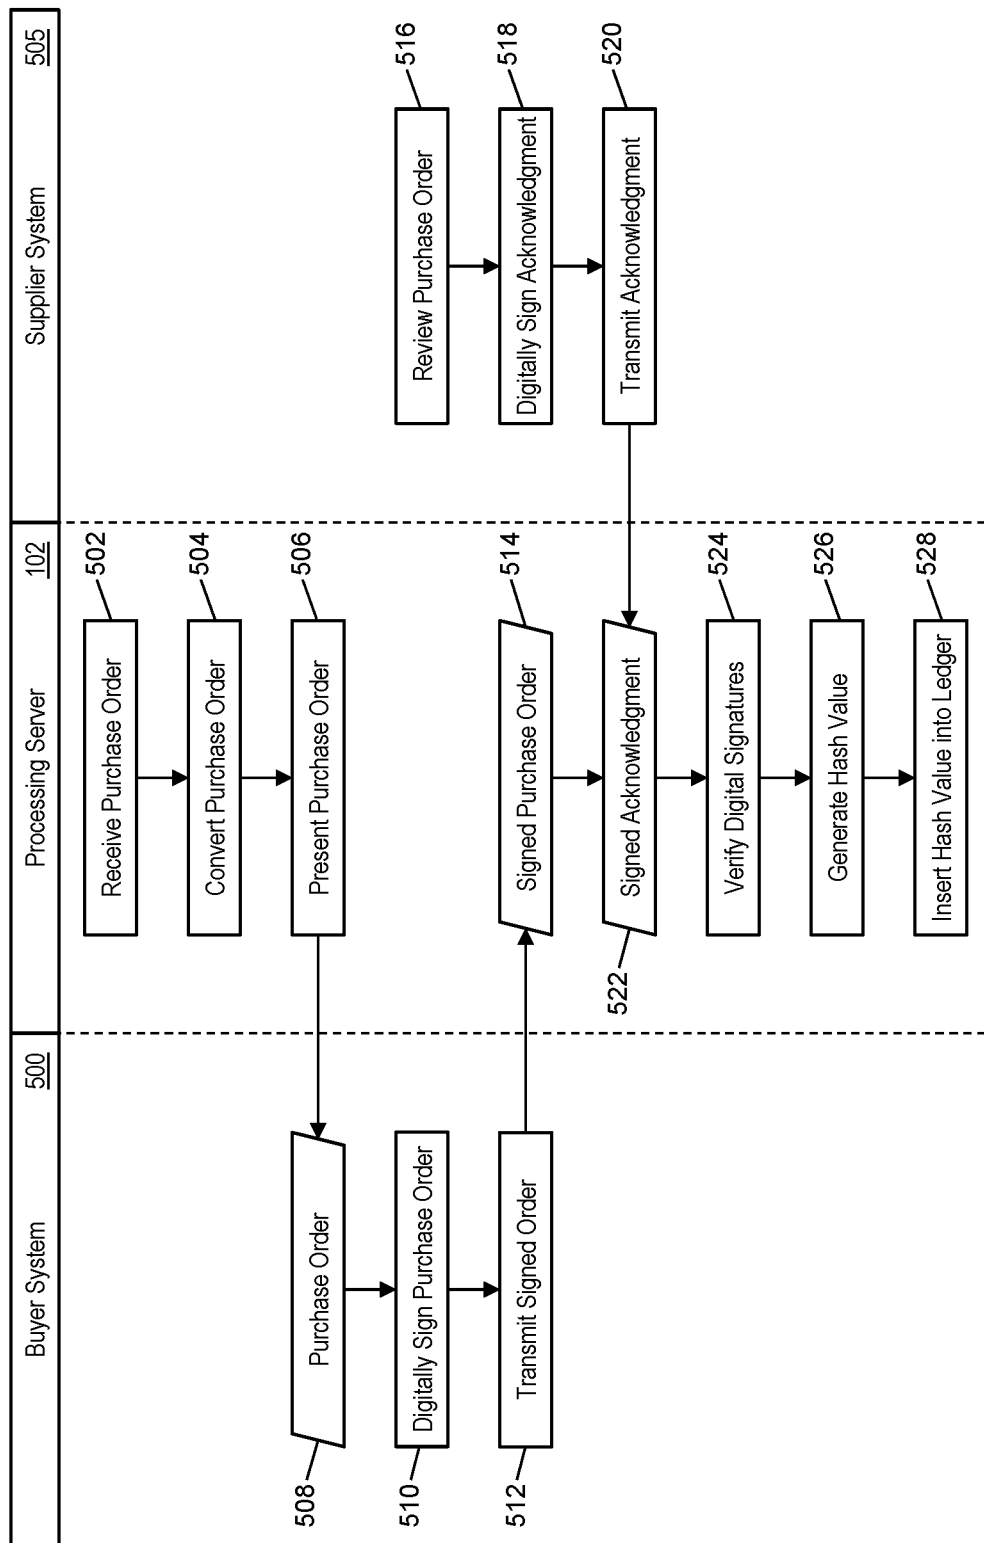 Buyer System 500
Processing Server 102
Supplier System 505
Receive Purchase Order
502
Convert Purchase Order
504
Present Purchase Order
506
Purchase Order
508
Digitally Sign Purchase Order
510
Transmit Signed Order
512
Signed Purchase Order
514
Review Purchase Order
516
Digitally Sign Acknowledgment
518
Transmit Acknowledgment
520
Signed Acknowledgment
522
Verify Digital Signatures
524
Generate Hash Value
526
Insert Hash Value into Ledger
528